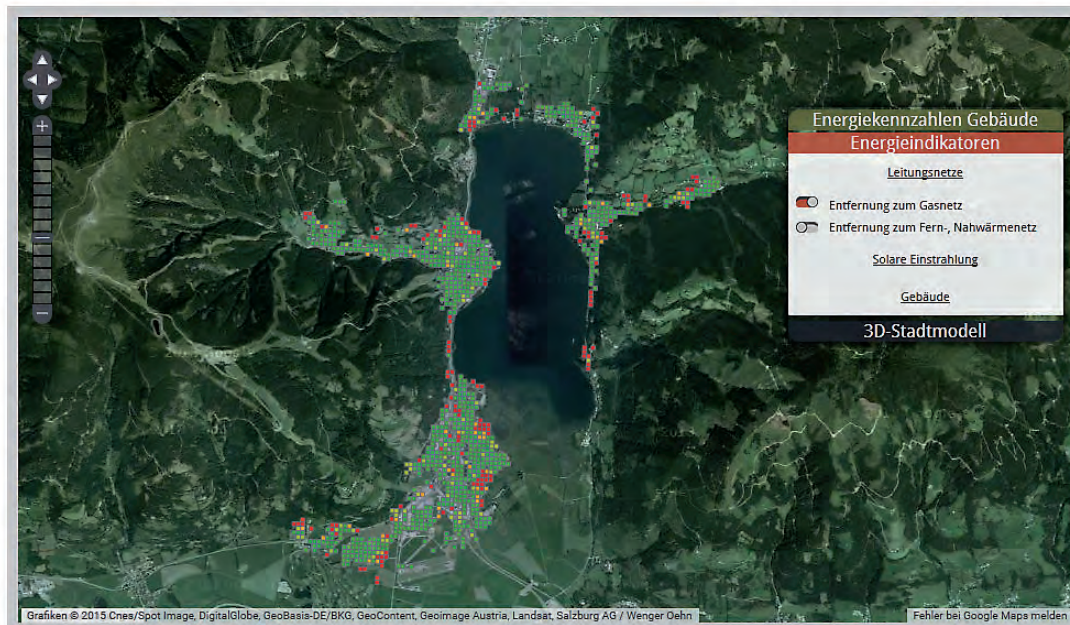 Energiekennzahlen Gebäude
Energieindikatoren
Leitungsnetze
Entfernung zum Gasnetz
Entfernung zum Fern-, Nahwärmenetz
Solare Einstrahlung
Gebäude
3D-Stadtmodell
Grafiken © 2015 Cnes/Spot Image, DigitalGlobe, GeoBasis-DE/BKG, GeoContent, Geoimage Austria, Landsat, Salzburg AG / Wenger Oehn
Fehler bei Google Maps melden